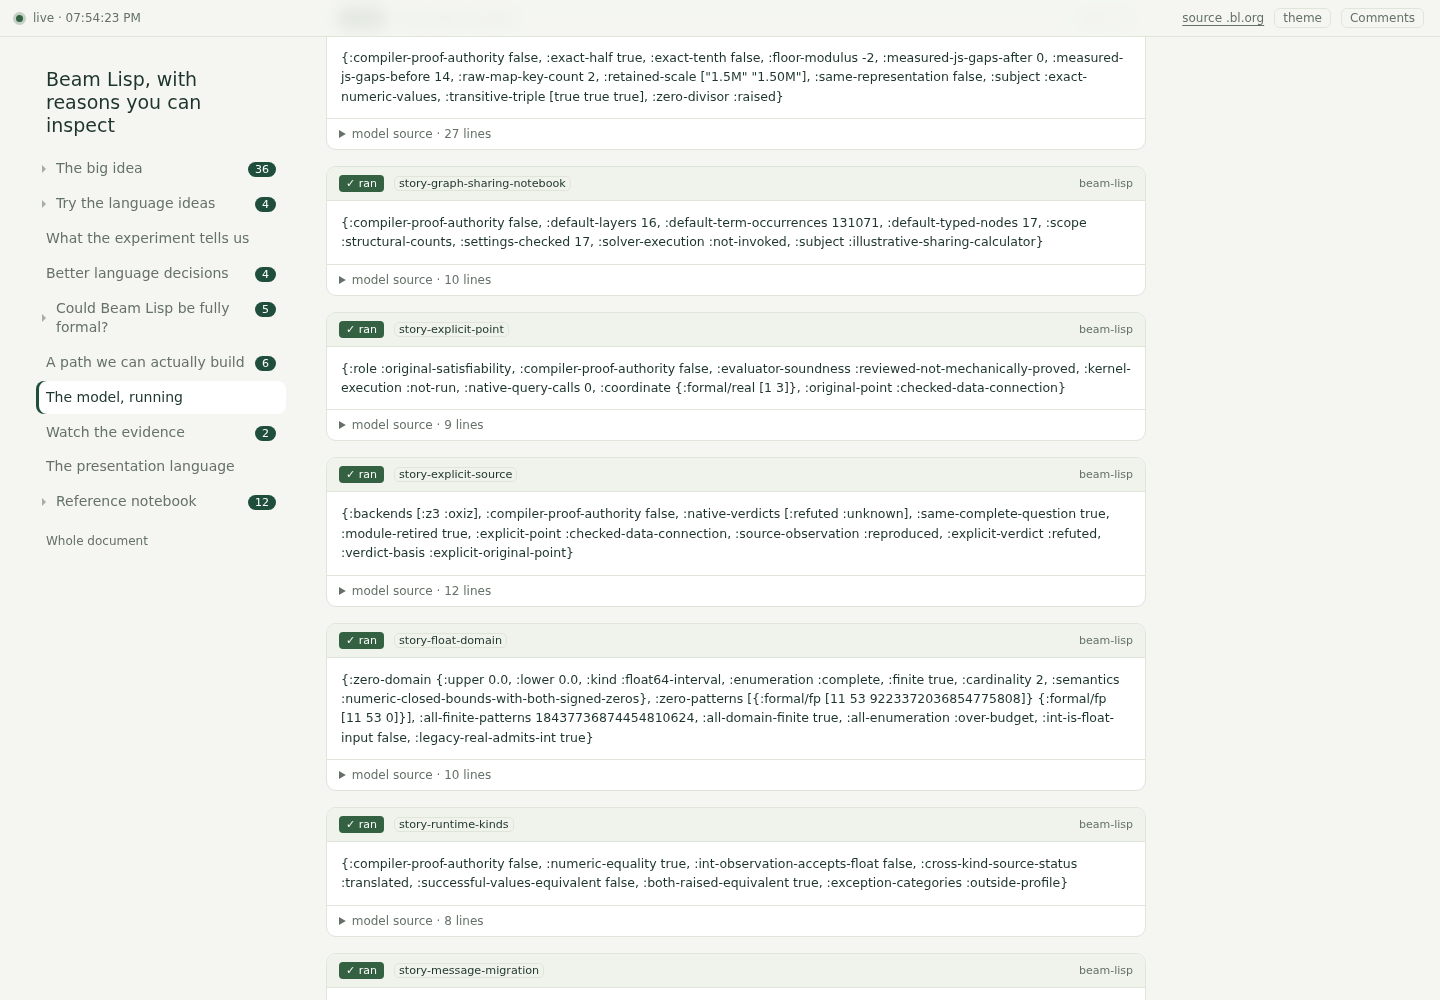 live · 07:54:23 PM
source .bl.org
theme
Comments
Beam Lisp, with
reasons you can
inspect
The big idea
36
Try the language ideas
4
What the experiment tells us
Better language decisions
4
Could Beam Lisp be fully
formal?
5
A path we can actually build
6
The model, running
Watch the evidence
2
The presentation language
Reference notebook
12
Whole document
{:compiler-proof-authority false, :exact-half true, :exact-tenth false, :floor-modulus -2, :measured-js-gaps-after 0, :measured-
js-gaps-before 14, :raw-map-key-count 2, :retained-scale ["1.5M" "1.50M"], :same-representation false, :subject :exact-
numeric-values, :transitive-triple [true true true], :zero-divisor :raised}
▶ model source · 27 lines
✓ ran
story-graph-sharing-notebook
beam-lisp
{:compiler-proof-authority false, :default-layers 16, :default-term-occurrences 131071, :default-typed-nodes 17, :scope
:structural-counts, :settings-checked 17, :solver-execution :not-invoked, :subject :illustrative-sharing-calculator}
▶ model source · 10 lines
✓ ran
story-explicit-point
beam-lisp
{:role :original-satisfiability, :compiler-proof-authority false, :evaluator-soundness :reviewed-not-mechanically-proved, :kernel-
execution :not-run, :native-query-calls 0, :coordinate {:formal/real [1 3]}, :original-point :checked-data-connection}
▶ model source · 9 lines
✓ ran
story-explicit-source
beam-lisp
{:backends [:z3 :oxiz], :compiler-proof-authority false, :native-verdicts [:refuted :unknown], :same-complete-question true,
:module-retired true, :explicit-point :checked-data-connection, :source-observation :reproduced, :explicit-verdict :refuted,
:verdict-basis :explicit-original-point}
▶ model source · 12 lines
✓ ran
story-float-domain
beam-lisp
{:zero-domain {:upper 0.0, :lower 0.0, :kind :float64-interval, :enumeration :complete, :finite true, :cardinality 2, :semantics
:numeric-closed-bounds-with-both-signed-zeros}, :zero-patterns [{:formal/fp [11 53 9223372036854775808]} {:formal/fp
[11 53 0]}], :all-finite-patterns 18437736874454810624, :all-domain-finite true, :all-enumeration :over-budget, :int-is-float-
input false, :legacy-real-admits-int true}
▶ model source · 10 lines
✓ ran
story-runtime-kinds
beam-lisp
{:compiler-proof-authority false, :numeric-equality true, :int-observation-accepts-float false, :cross-kind-source-status
:translated, :successful-values-equivalent false, :both-raised-equivalent true, :exception-categories :outside-profile}
▶ model source · 8 lines
✓ ran
story-message-migration
beam-lisp